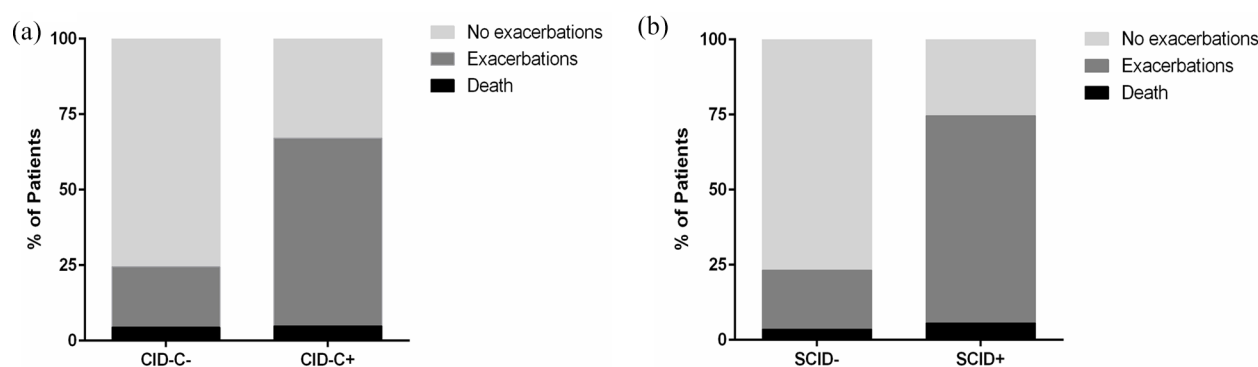 (a)
100
75
50
25
0
% of Patients
CID-C-
CID-C+
No exacerbations
Exacerbations
Death
(b)
100
75
50
25
0
% of Patients
SCID-
SCID+
No exacerbations
Exacerbations
Death